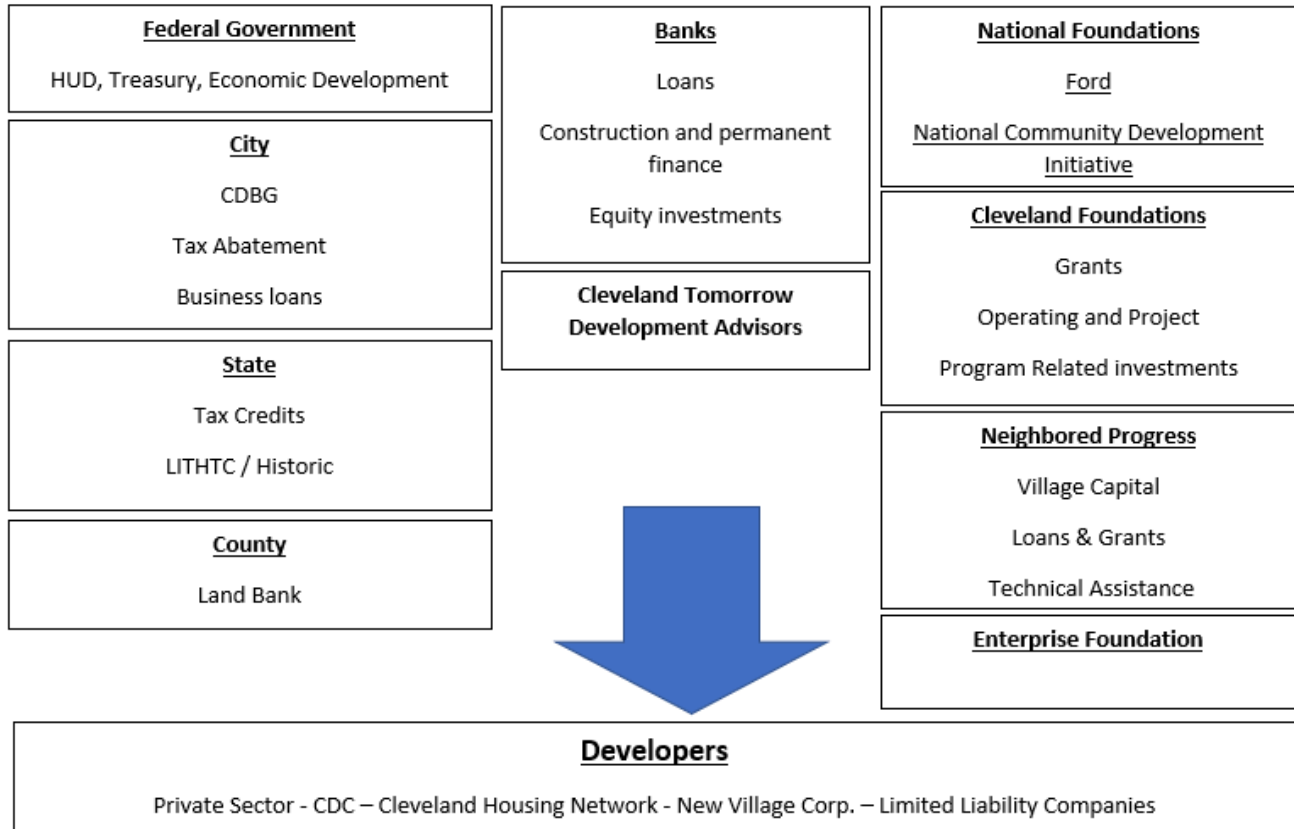 Federal Government
HUD, Treasury, Economic Development
City
CDBG
Tax Abatement
Business loans
State
Tax Credits
LITHTC / Historic
County
Land Bank
Banks
Loans
Construction and permanent
finance
Equity investments
Cleveland Tomorrow
Development Advisors
National Foundations
Ford
National Community Development
Initiative
Cleveland Foundations
Grants
Operating and Project
Program Related investments
Neighbored Progress
Village Capital
Loans & Grants
Technical Assistance
Enterprise Foundation
Developers
Private Sector - CDC – Cleveland Housing Network - New Village Corp. – Limited Liability Companies